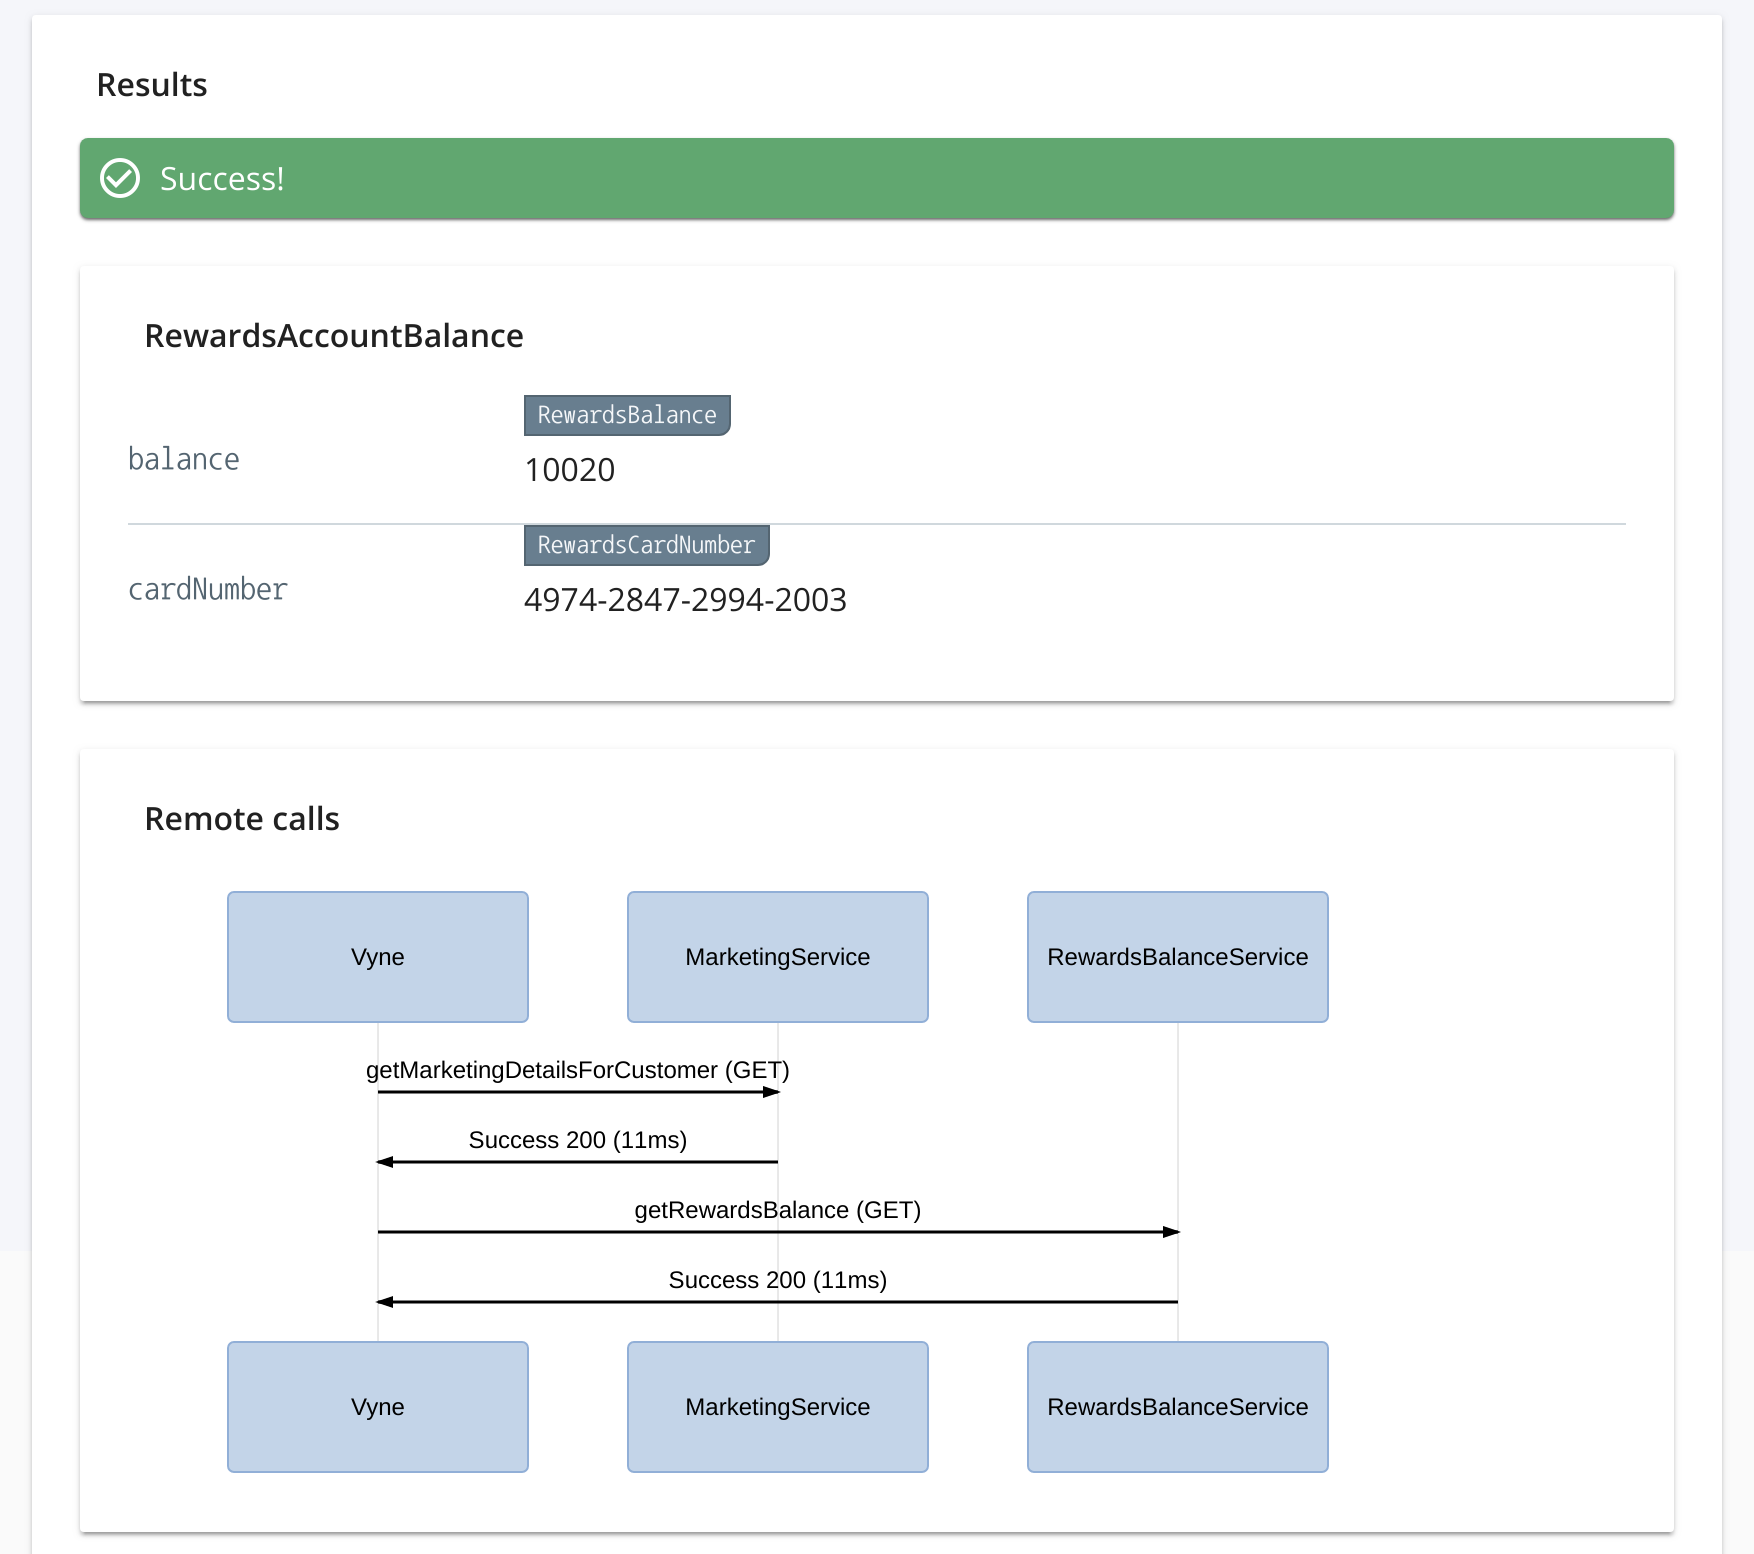 Results
Success!
RewardsAccountBalance
RewardsBalance
balance
10020
RewardsCardNumber
cardNumber
4974-2847-2994-2003
Remote calls
Vyne MarketingService RewardsBalanceService
getMarketingDetailsForCustomer (GET)
Success 200 (11ms)
getRewardsBalance (GET)
Success 200 (11ms)
Vyne MarketingService RewardsBalanceService